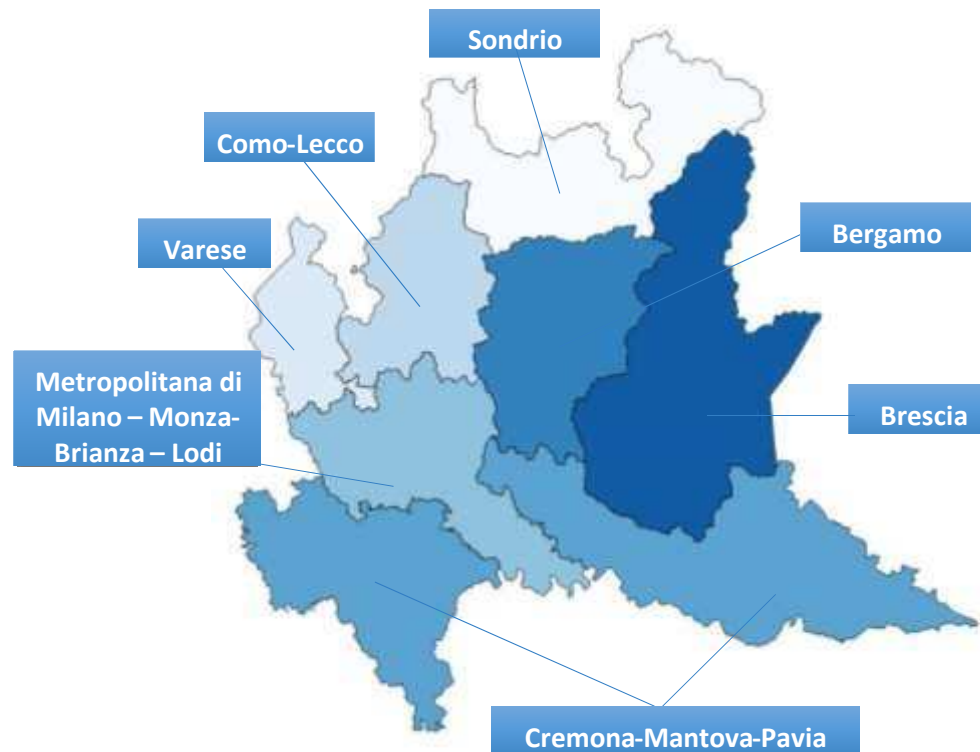 Sondrio
Como-Lecco
Varese
Bergamo
Metropolitana di
Milano – Monza-
Brianza – Lodi
Brescia
Cremona-Mantova-Pavia